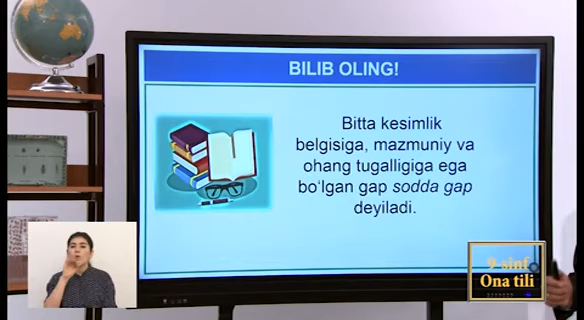 BILIB OLING!
Bitta kesimlik
belgisiga, mazmuniy va
ohang tugalligiga ega
bo‘lgan gap sodda gap
deyiladi.
9-sinf
Ona tili